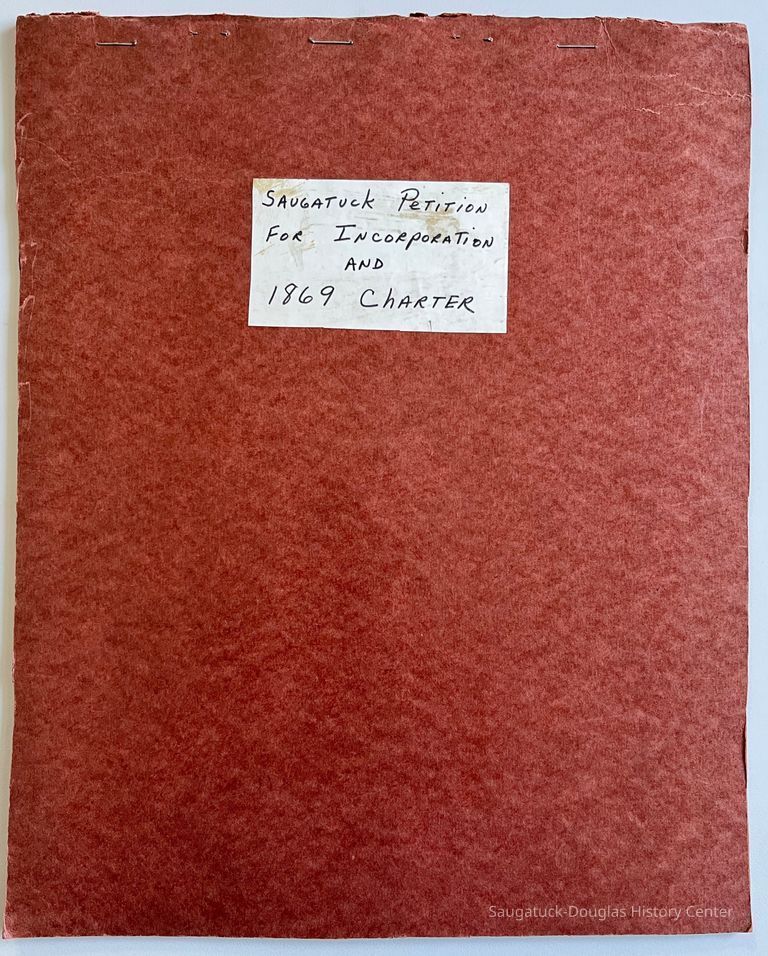 Saugatuck Petition
For Incorporation
and
1869 Charter
Saugatuck-Douglas History Center